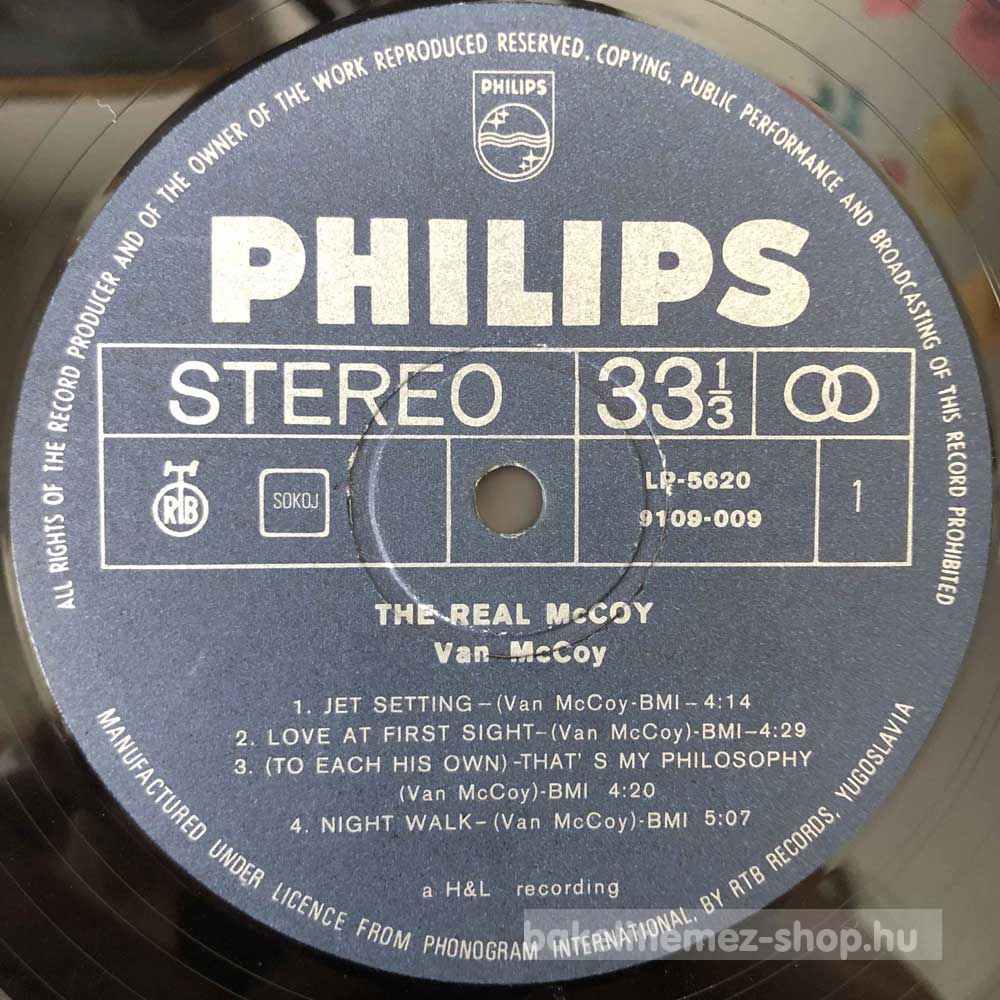 ALL RIGHTS OF THE RECORD PRODUCER AND OF THE OWNER OF THE WORK REPRODUCED RESERVED. COPYING, PUBLIC PERFORMANCE AND BROADCASTING OF THIS RECORD PROHIBITED
PHILIPS
PHILIPS
STEREO 33 1/3
RTB SOKOJ LP-5620
9109-009 1
THE REAL McCOY
Van McCoy
1. JET SETTING-(Van McCoy-BMI-4:14
2. LOVE AT FIRST SIGHT-(Van McCoy)-BMI-4:29
3. (TO EACH HIS OWN)-THAT' S MY PHILOSOPHY
(Van McCoy)-BMI 4:20
4. NIGHT WALK-(Van McCoy)-BMI 5:07
a H&L recording
MANUFACTURED UNDER LICENCE FROM PHONOGRAM INTERNATIONAL, BY RTB RECORDS, YUGOSLAVIA
bakelitlemez-shop.hu